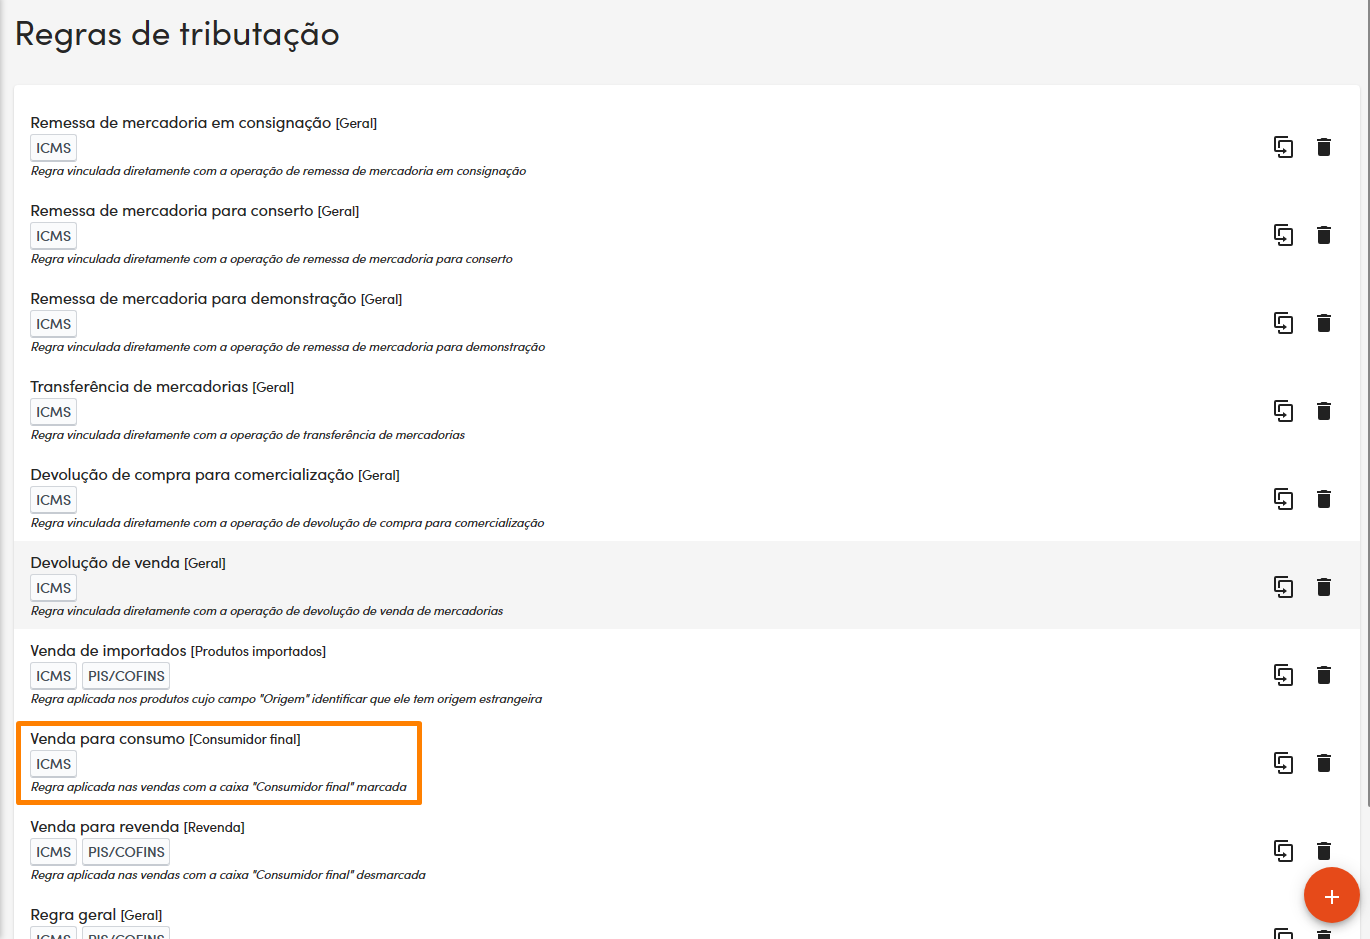 Regras de tributação
Remessa de mercadoria em consignação [Geral]
ICMS
Regra vinculada diretamente com a operação de remessa de mercadoria em consignação
Remessa de mercadoria para conserto [Geral]
ICMS
Regra vinculada diretamente com a operação de remessa de mercadoria para conserto
Remessa de mercadoria para demonstração [Geral]
ICMS
Regra vinculada diretamente com a operação de remessa de mercadoria para demonstração
Transferência de mercadorias [Geral]
ICMS
Regra vinculada diretamente com a operação de transferência de mercadorias
Devolução de compra para comercialização [Geral]
ICMS
Regra vinculada diretamente com a operação de devolução de compra para comercialização
Devolução de venda [Geral]
ICMS
Regra vinculada diretamente com a operação de devolução de venda de mercadorias
Venda de importados [Produtos importados]
ICMS PIS/COFINS
Regra aplicada nos produtos cujo campo "Origem" identificar que ele tem origem estrangeira
Venda para consumo [Consumidor final]
ICMS
Regra aplicada nas vendas com a caixa "Consumidor final" marcada
Venda para revenda [Revenda]
ICMS PIS/COFINS
Regra aplicada nas vendas com a caixa "Consumidor final" desmarcada
Regra geral [Geral]
ICMS PIS/COFINS